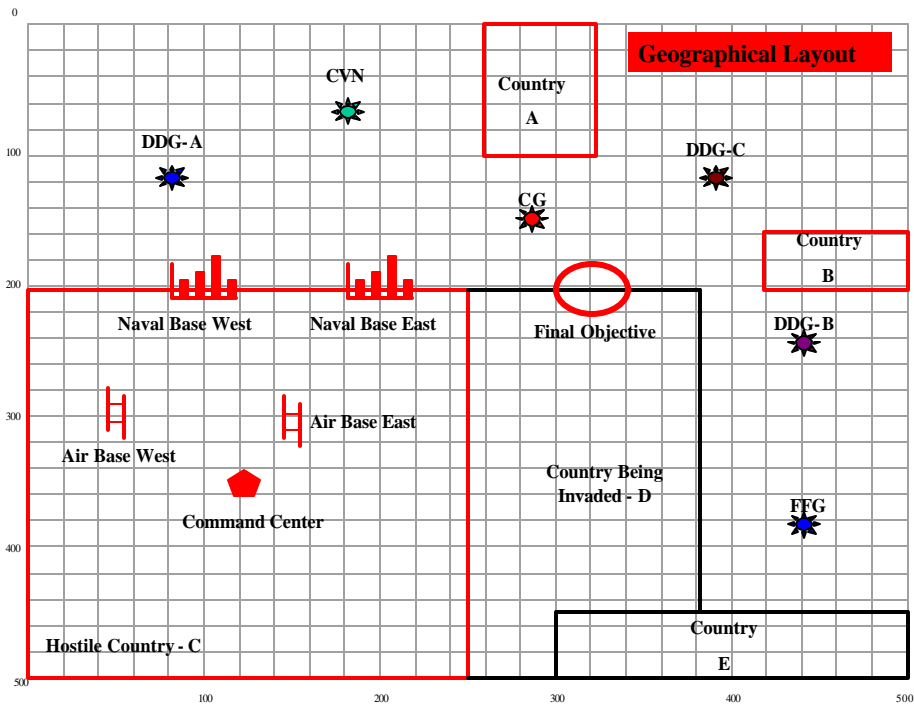 0
Geographical Layout
CVN
Country
A
DDG-A
DDG-C
100
CG
Country
B
200
Naval Base West
Naval Base East
Final Objective
DDG-B
300
Air Base East
Air Base West
Country Being
Invaded - D
Command Center
FFG
400
Country
E
Hostile Country - C
500
100
200
300
400
500